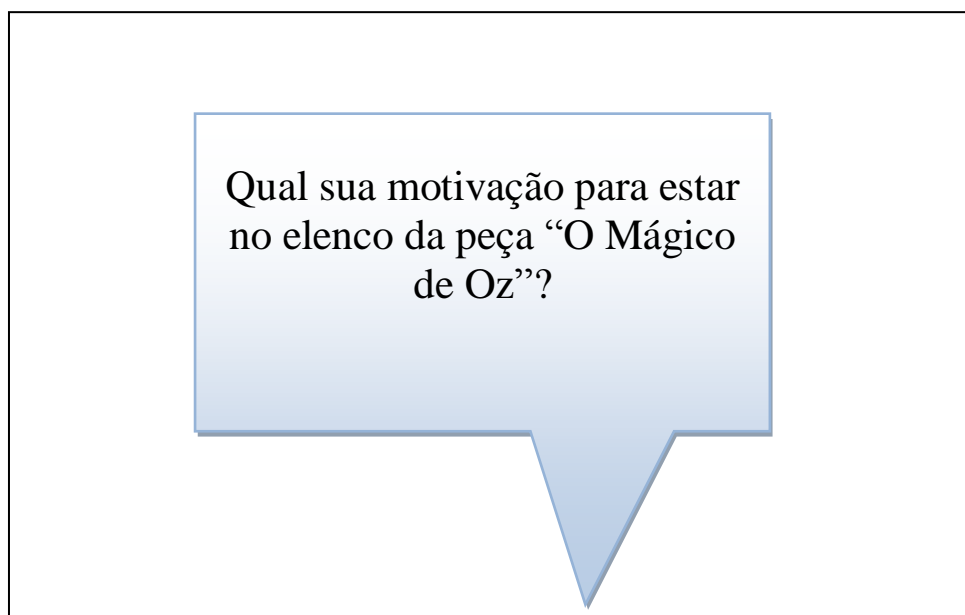 Qual sua motivação para estar
no elenco da peça “O Mágico
de Oz”?